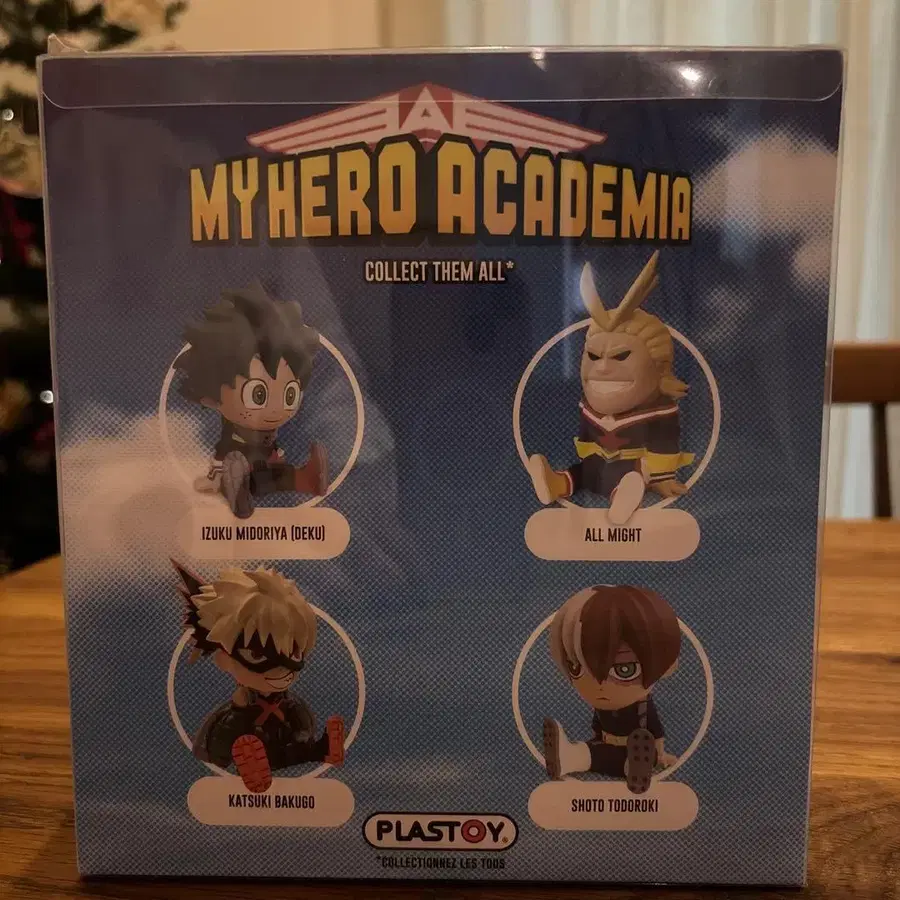 MY HERO ACADEMIA
COLLECT THEM ALL*
IZUKU MIDORIYA (DEKU)
ALL MIGHT
KATSUKI BAKUGO
SHOTO TODOROKI
PLASTOY®
*COLLECTIONNEZ LES TOUS